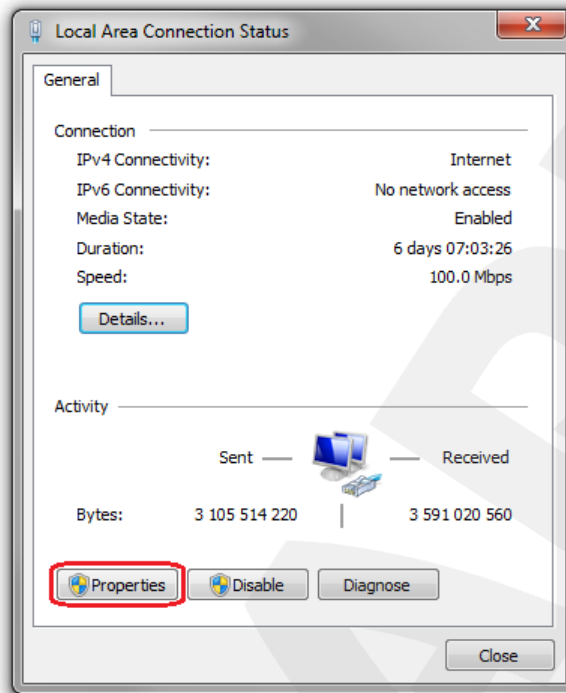 Local Area Connection Status
General
Connection
IPv4 Connectivity: Internet
IPv6 Connectivity: No network access
Media State: Enabled
Duration: 6 days 07:03:26
Speed: 100.0 Mbps
Details...
Activity
Sent Received
Bytes: 3 105 514 220 3 591 020 560
Properties Disable Diagnose
Close